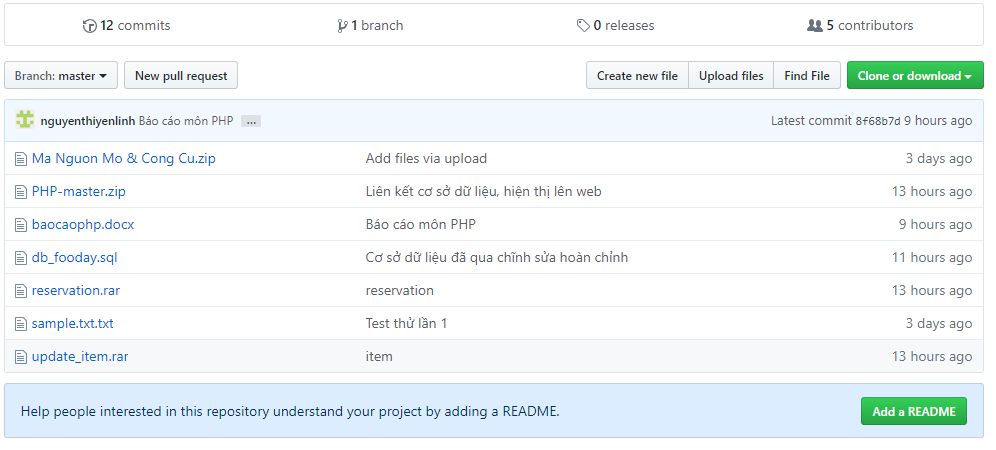 12 commits 1 branch 0 releases 5 contributors
Branch: master New pull request Create new file Upload files Find File Clone or download
nguyenthiyenlinh Báo cáo môn PHP ... Latest commit 8f68b7d 9 hours ago
Ma Nguon Mo & Cong Cu.zip Add files via upload 3 days ago
PHP-master.zip Liên kết cơ sở dữ liệu, hiện thị lên web 13 hours ago
baocaophp.docx Báo cáo môn PHP 9 hours ago
db_fooday.sql Cơ sở dữ liệu đã qua chĩnh sửa hoàn chỉnh 11 hours ago
reservation.rar reservation 13 hours ago
sample.txt.txt Test thử lần 1 3 days ago
update_item.rar item 13 hours ago
Help people interested in this repository understand your project by adding a README. Add a README